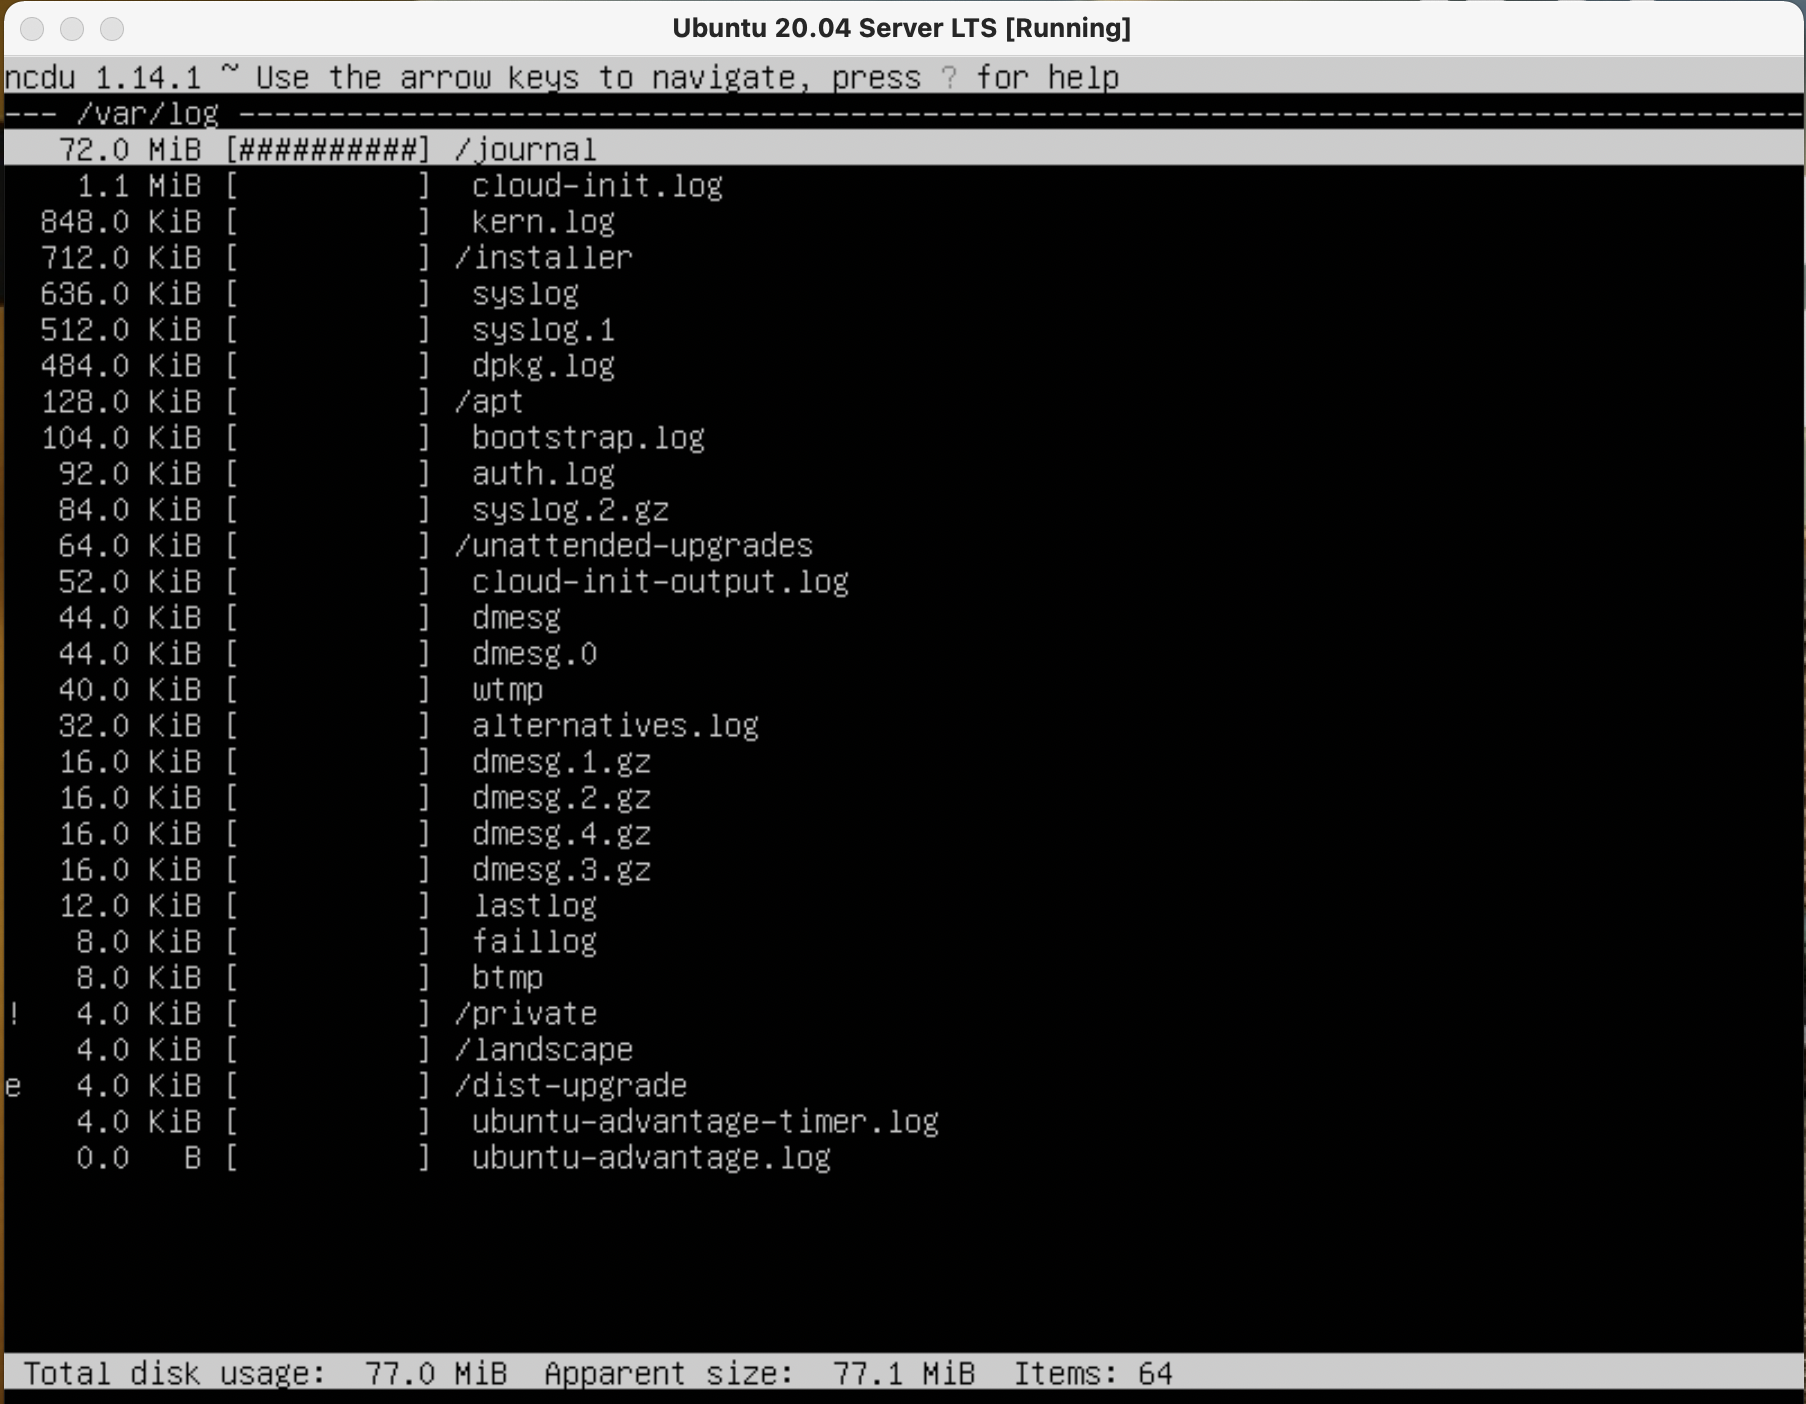 Ubuntu 20.04 Server LTS [Running]
ncdu 1.14.1 ~ Use the arrow keys to navigate, press ? for help
--- /var/log ---------------------------------------------------------------------------------------
72.0 MiB [##########] /journal
1.1 MiB [          ]  cloud-init.log
848.0 KiB [          ]  kern.log
712.0 KiB [          ] /installer
636.0 KiB [          ]  syslog
512.0 KiB [          ]  syslog.1
484.0 KiB [          ]  dpkg.log
128.0 KiB [          ] /apt
104.0 KiB [          ]  bootstrap.log
92.0 KiB [          ]  auth.log
84.0 KiB [          ]  syslog.2.gz
64.0 KiB [          ] /unattended-upgrades
52.0 KiB [          ]  cloud-init-output.log
44.0 KiB [          ]  dmesg
44.0 KiB [          ]  dmesg.0
40.0 KiB [          ]  wtmp
32.0 KiB [          ]  alternatives.log
16.0 KiB [          ]  dmesg.1.gz
16.0 KiB [          ]  dmesg.2.gz
16.0 KiB [          ]  dmesg.4.gz
16.0 KiB [          ]  dmesg.3.gz
12.0 KiB [          ]  lastlog
8.0 KiB [          ]  faillog
8.0 KiB [          ]  btmp
! 4.0 KiB [          ] /private
4.0 KiB [          ] /landscape
e 4.0 KiB [          ] /dist-upgrade
4.0 KiB [          ]  ubuntu-advantage-timer.log
0.0   B [          ]  ubuntu-advantage.log
Total disk usage:  77.0 MiB  Apparent size:  77.1 MiB  Items: 64